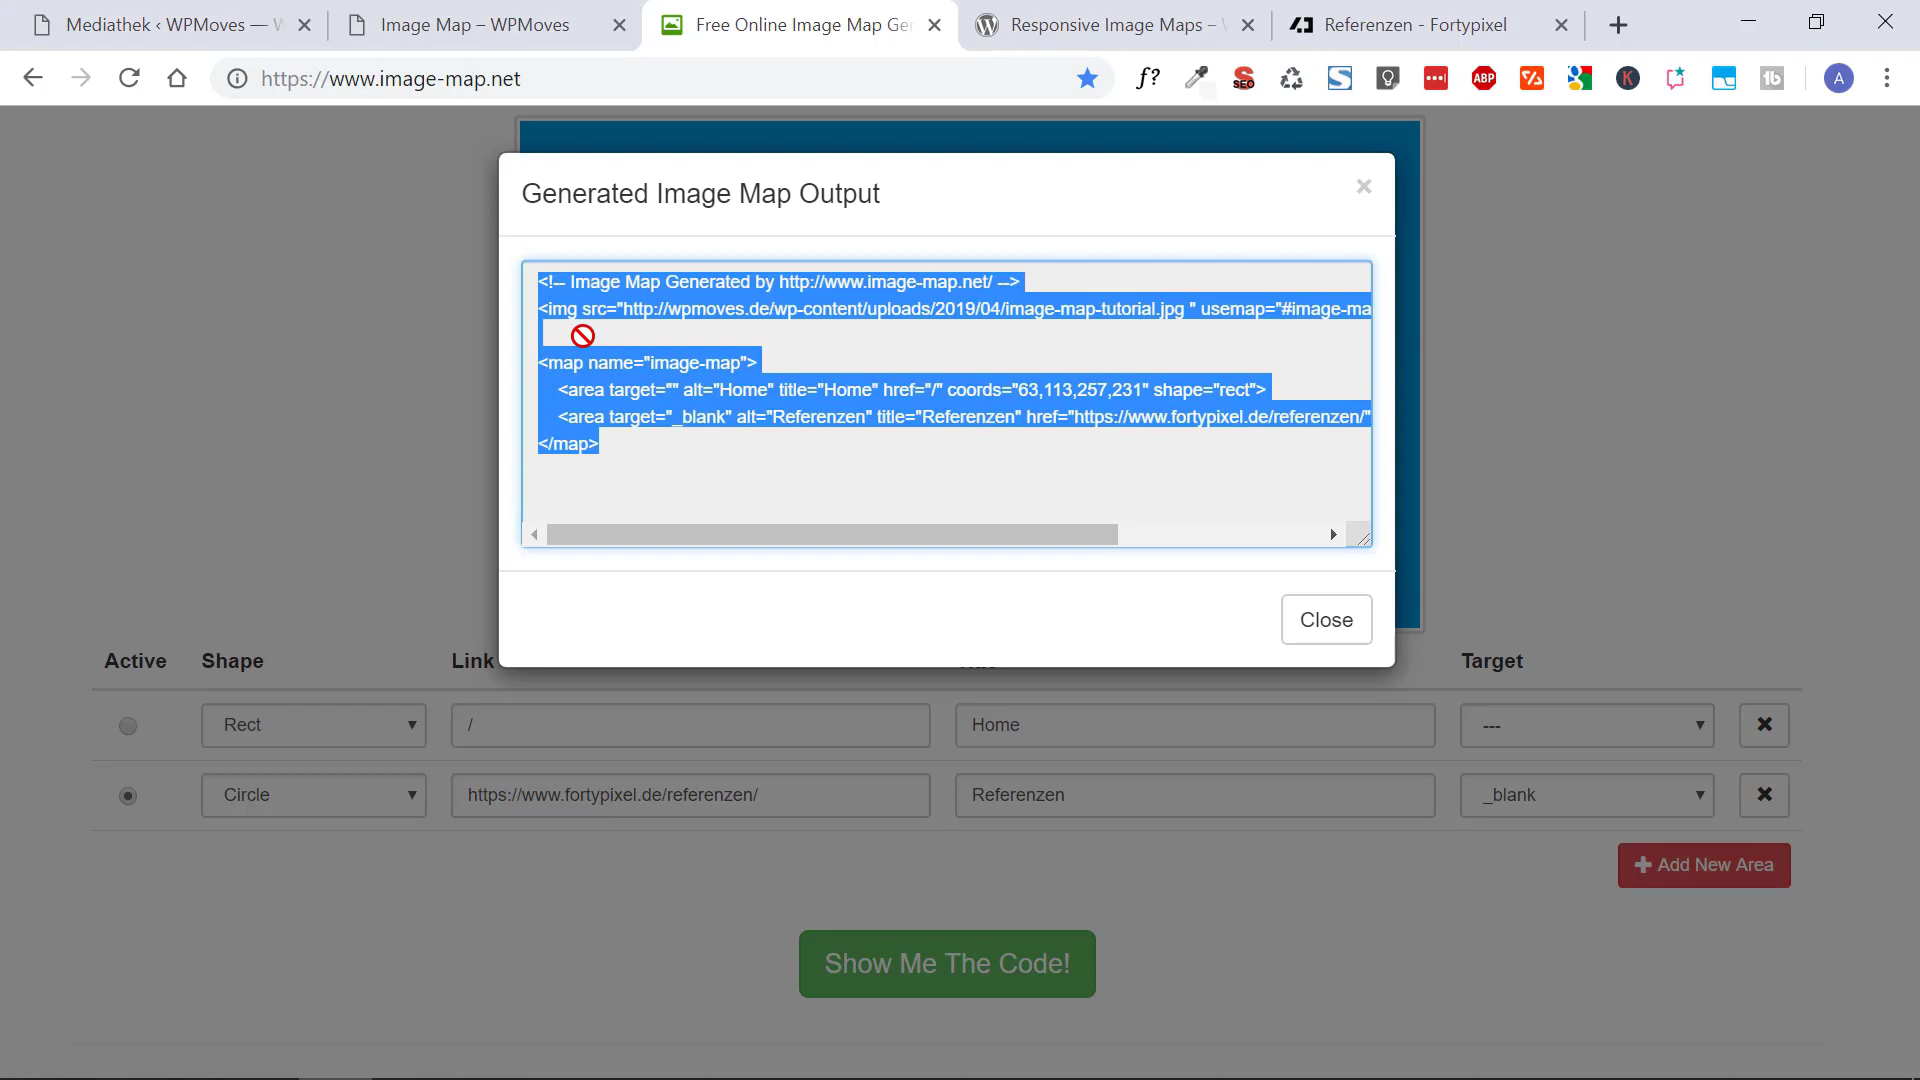 Mediathek ‹ WPMoves — W
Image Map – WPMoves
Free Online Image Map Ger
Responsive Image Maps –
Referenzen - Fortypixel
https://www.image-map.net
f?
SEO
S
ABP
K
1b
A
Generated Image Map Output
<!-- Image Map Generated by http://www.image-map.net/ -->
<img src="http://wpmoves.de/wp-content/uploads/2019/04/image-map-tutorial.jpg " usemap="#image-ma
<map name="image-map">
<area target="" alt="Home" title="Home" href="/" coords="63,113,257,231" shape="rect">
<area target="_blank" alt="Referenzen" title="Referenzen" href="https://www.fortypixel.de/referenzen/"
</map>
Close
Active Shape Link Target
Rect / Home ---
Circle https://www.fortypixel.de/referenzen/ Referenzen _blank
Add New Area
Show Me The Code!